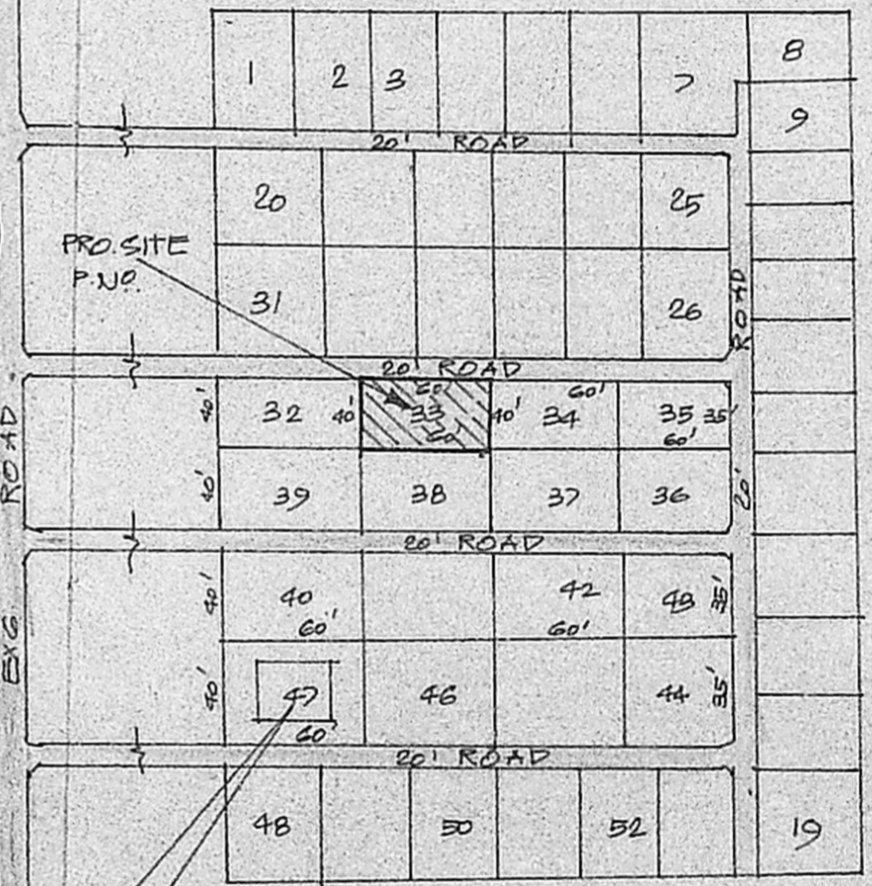 1 2 3 7 8
9
20' ROAD
20 25
PRO. SITE
P.NO.
31 26
ROAD
20' ROAD
60' 60'
40' 32 40' 33 40' 34 35 35'
60' 60'
40' 39 38 37 36 20'
ROAD
20' ROAD
40' 40 42 43 35'
60' 60'
EXG.
40' 47 46 44 35'
60'
20' ROAD
48 50 52 19